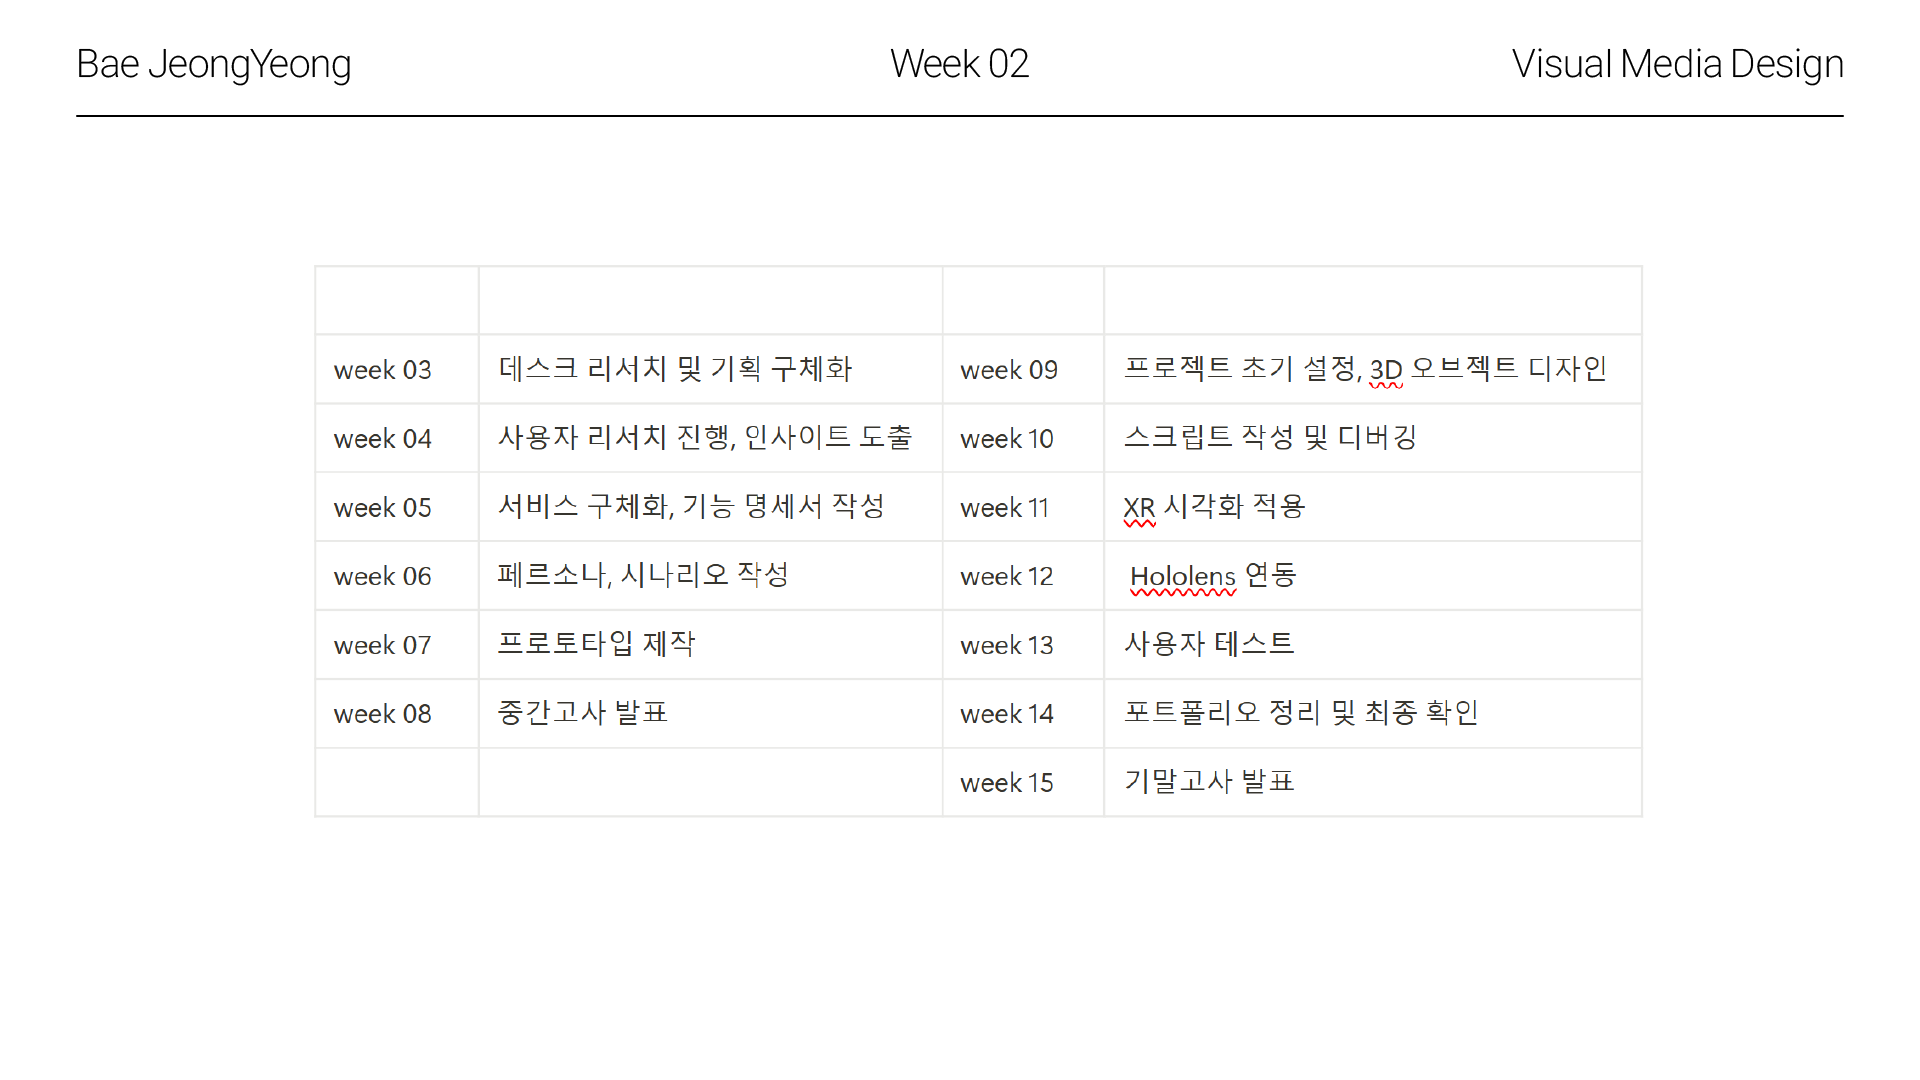 Bae JeongYeong
Week 02
Visual Media Design
week 03 데스크 리서치 및 기획 구체화 week 09 프로젝트 초기 설정, 3D 오브젝트 디자인
week 04 사용자 리서치 진행, 인사이트 도출 week 10 스크립트 작성 및 디버깅
week 05 서비스 구체화, 기능 명세서 작성 week 11 XR 시각화 적용
week 06 페르소나, 시나리오 작성 week 12 Hololens 연동
week 07 프로토타입 제작 week 13 사용자 테스트
week 08 중간고사 발표 week 14 포트폴리오 정리 및 최종 확인
week 15 기말고사 발표